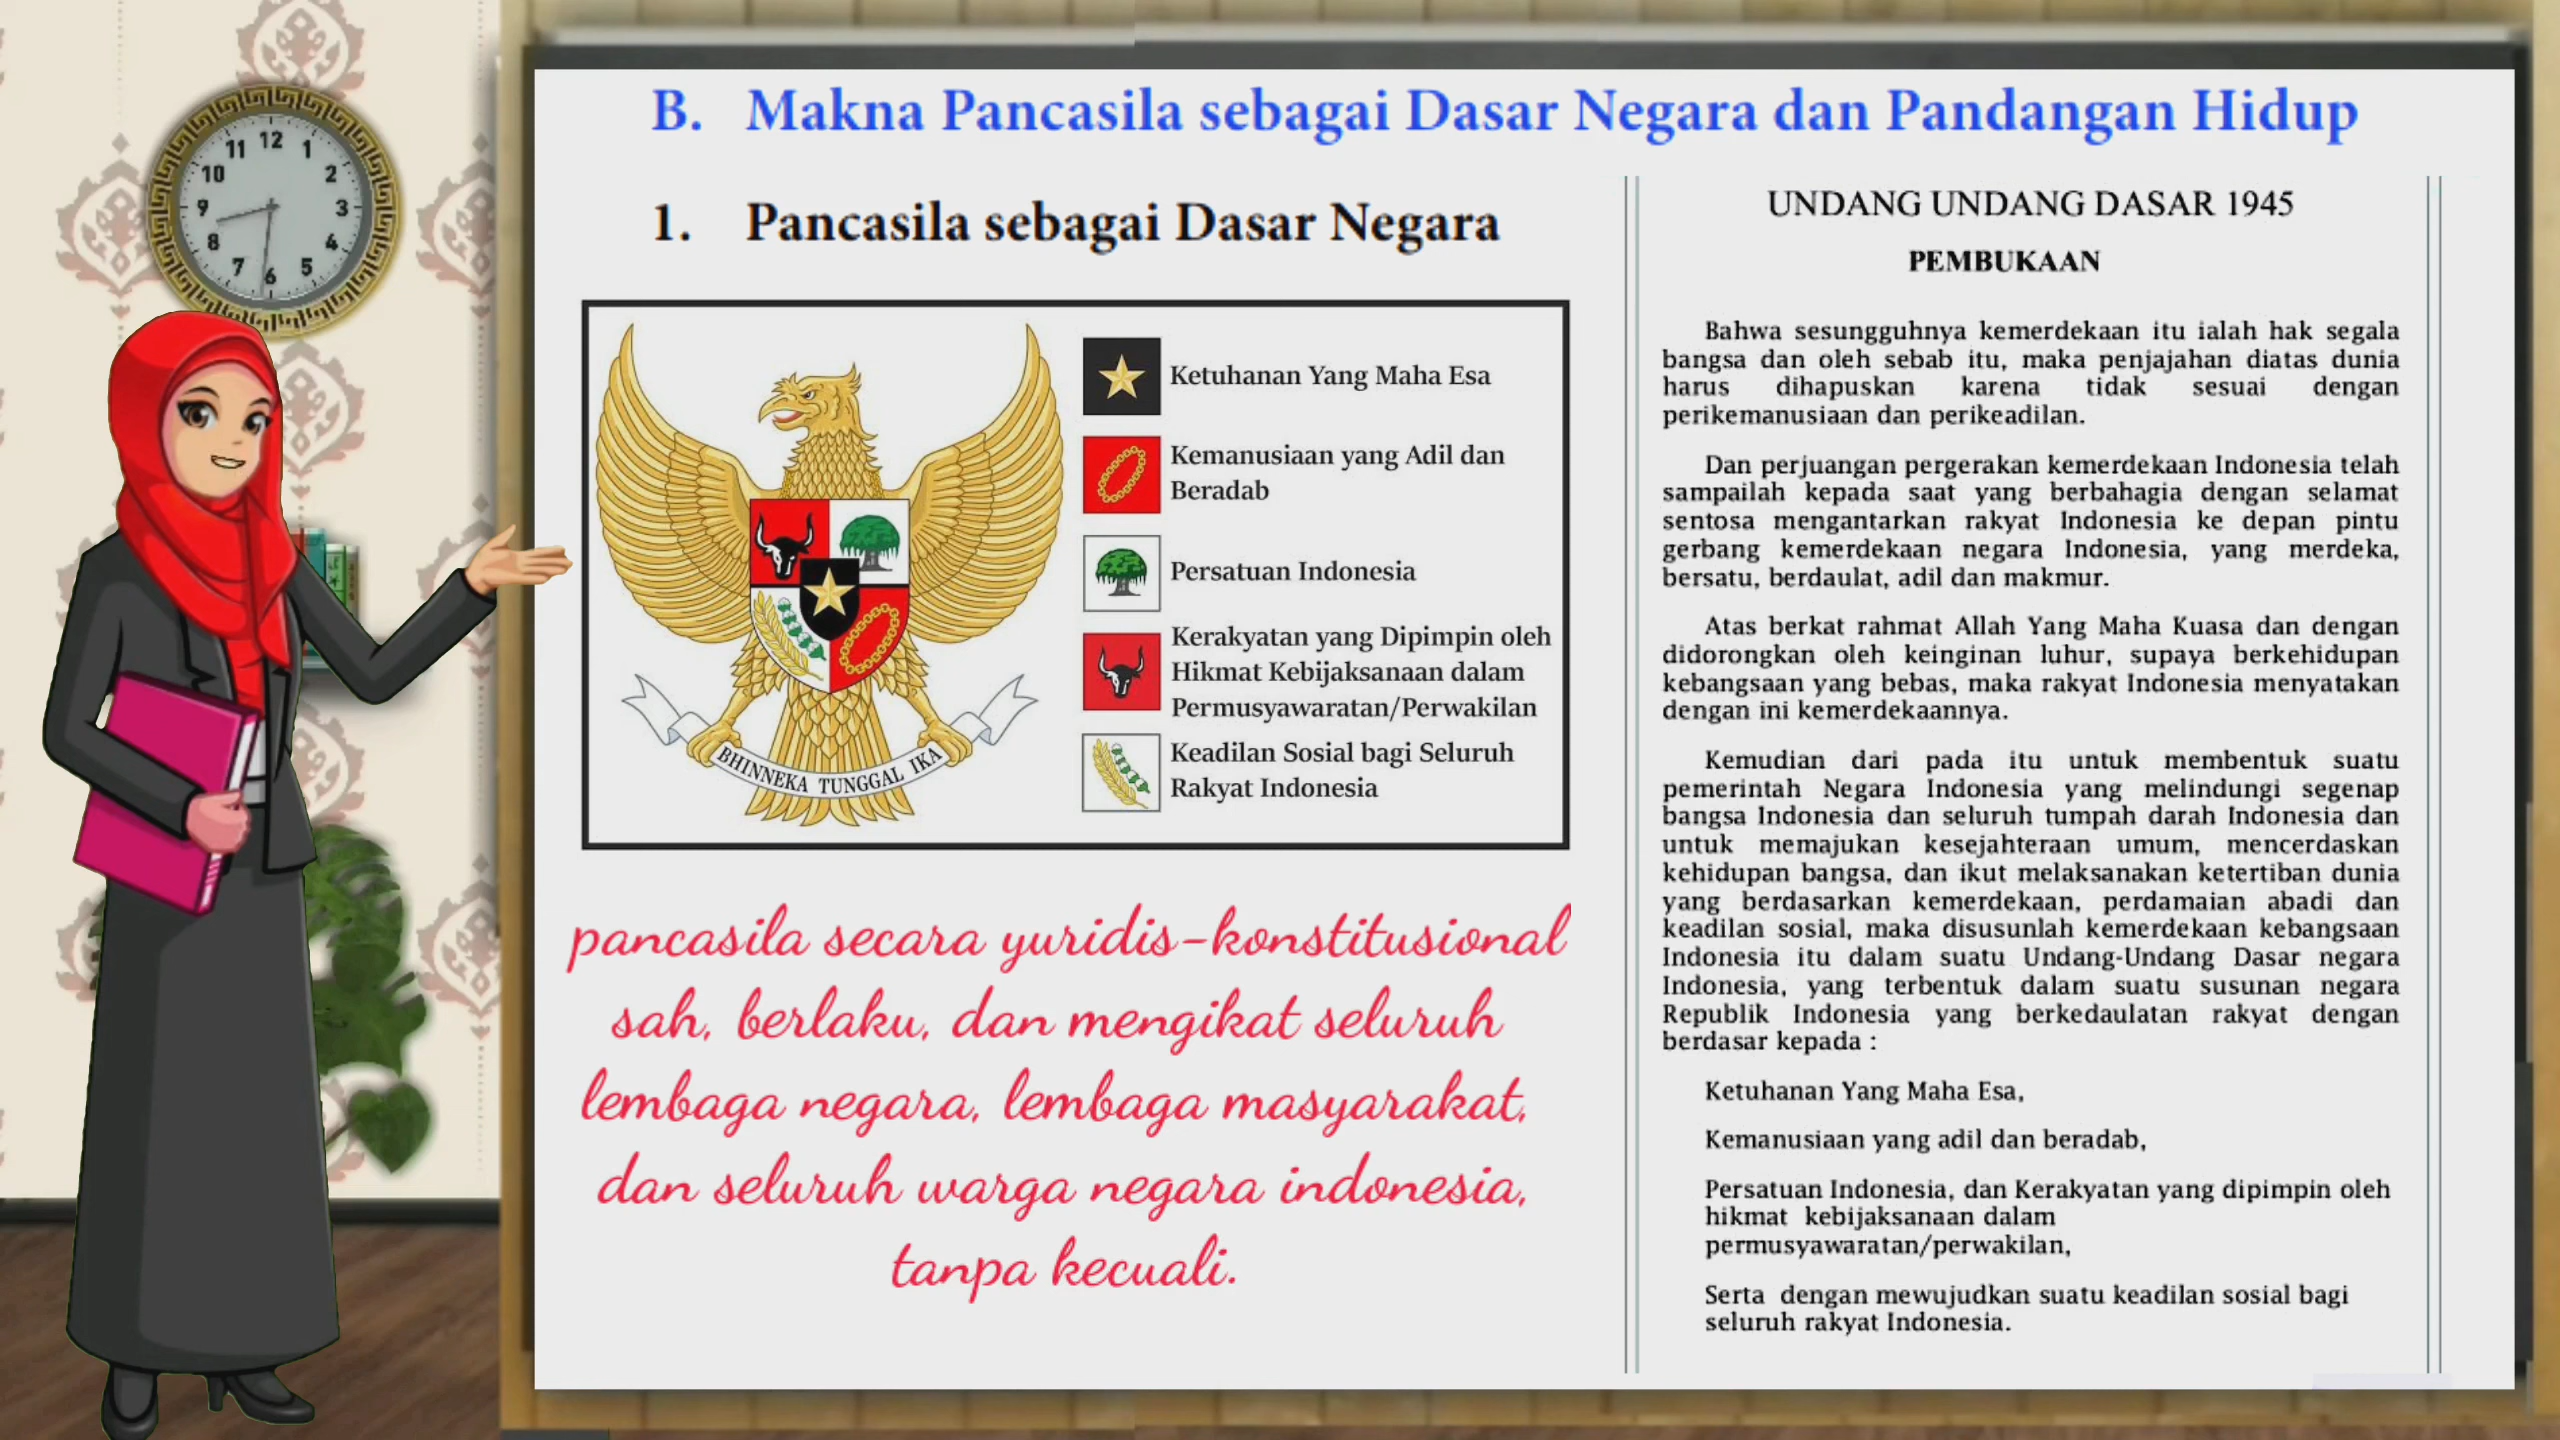 B. Makna Pancasila sebagai Dasar Negara dan Pandangan Hidup
1. Pancasila sebagai Dasar Negara
12
1
2
3
4
5
6
7
8
9
10
11
Ketuhanan Yang Maha Esa
Kemanusiaan yang Adil dan
Beradab
Persatuan Indonesia
Kerakyatan yang Dipimpin oleh
Hikmat Kebijaksanaan dalam
Permusyawaratan/Perwakilan
Keadilan Sosial bagi Seluruh
Rakyat Indonesia
BHINNEKA TUNGGAL IKA
pancasila secara yuridis-konstitusional
sah, berlaku, dan mengikat seluruh
lembaga negara, lembaga masyarakat,
dan seluruh warga negara indonesia,
tanpa kecuali.
UNDANG UNDANG DASAR 1945
PEMBUKAAN
Bahwa sesungguhnya kemerdekaan itu ialah hak segala
bangsa dan oleh sebab itu, maka penjajahan diatas dunia
harus dihapuskan karena tidak sesuai dengan
perikemanusiaan dan perikeadilan.
Dan perjuangan pergerakan kemerdekaan Indonesia telah
sampailah kepada saat yang berbahagia dengan selamat
sentosa mengantarkan rakyat Indonesia ke depan pintu
gerbang kemerdekaan negara Indonesia, yang merdeka,
bersatu, berdaulat, adil dan makmur.
Atas berkat rahmat Allah Yang Maha Kuasa dan dengan
didorongkan oleh keinginan luhur, supaya berkehidupan
kebangsaan yang bebas, maka rakyat Indonesia menyatakan
dengan ini kemerdekaannya.
Kemudian dari pada itu untuk membentuk suatu
pemerintah Negara Indonesia yang melindungi segenap
bangsa Indonesia dan seluruh tumpah darah Indonesia dan
untuk memajukan kesejahteraan umum, mencerdaskan
kehidupan bangsa, dan ikut melaksanakan ketertiban dunia
yang berdasarkan kemerdekaan, perdamaian abadi dan
keadilan sosial, maka disusunlah kemerdekaan kebangsaan
Indonesia itu dalam suatu Undang-Undang Dasar negara
Indonesia, yang terbentuk dalam suatu susunan negara
Republik Indonesia yang berkedaulatan rakyat dengan
berdasar kepada :
Ketuhanan Yang Maha Esa,
Kemanusiaan yang adil dan beradab,
Persatuan Indonesia, dan Kerakyatan yang dipimpin oleh
hikmat kebijaksanaan dalam
permusyawaratan/perwakilan,
Serta dengan mewujudkan suatu keadilan sosial bagi
seluruh rakyat Indonesia.